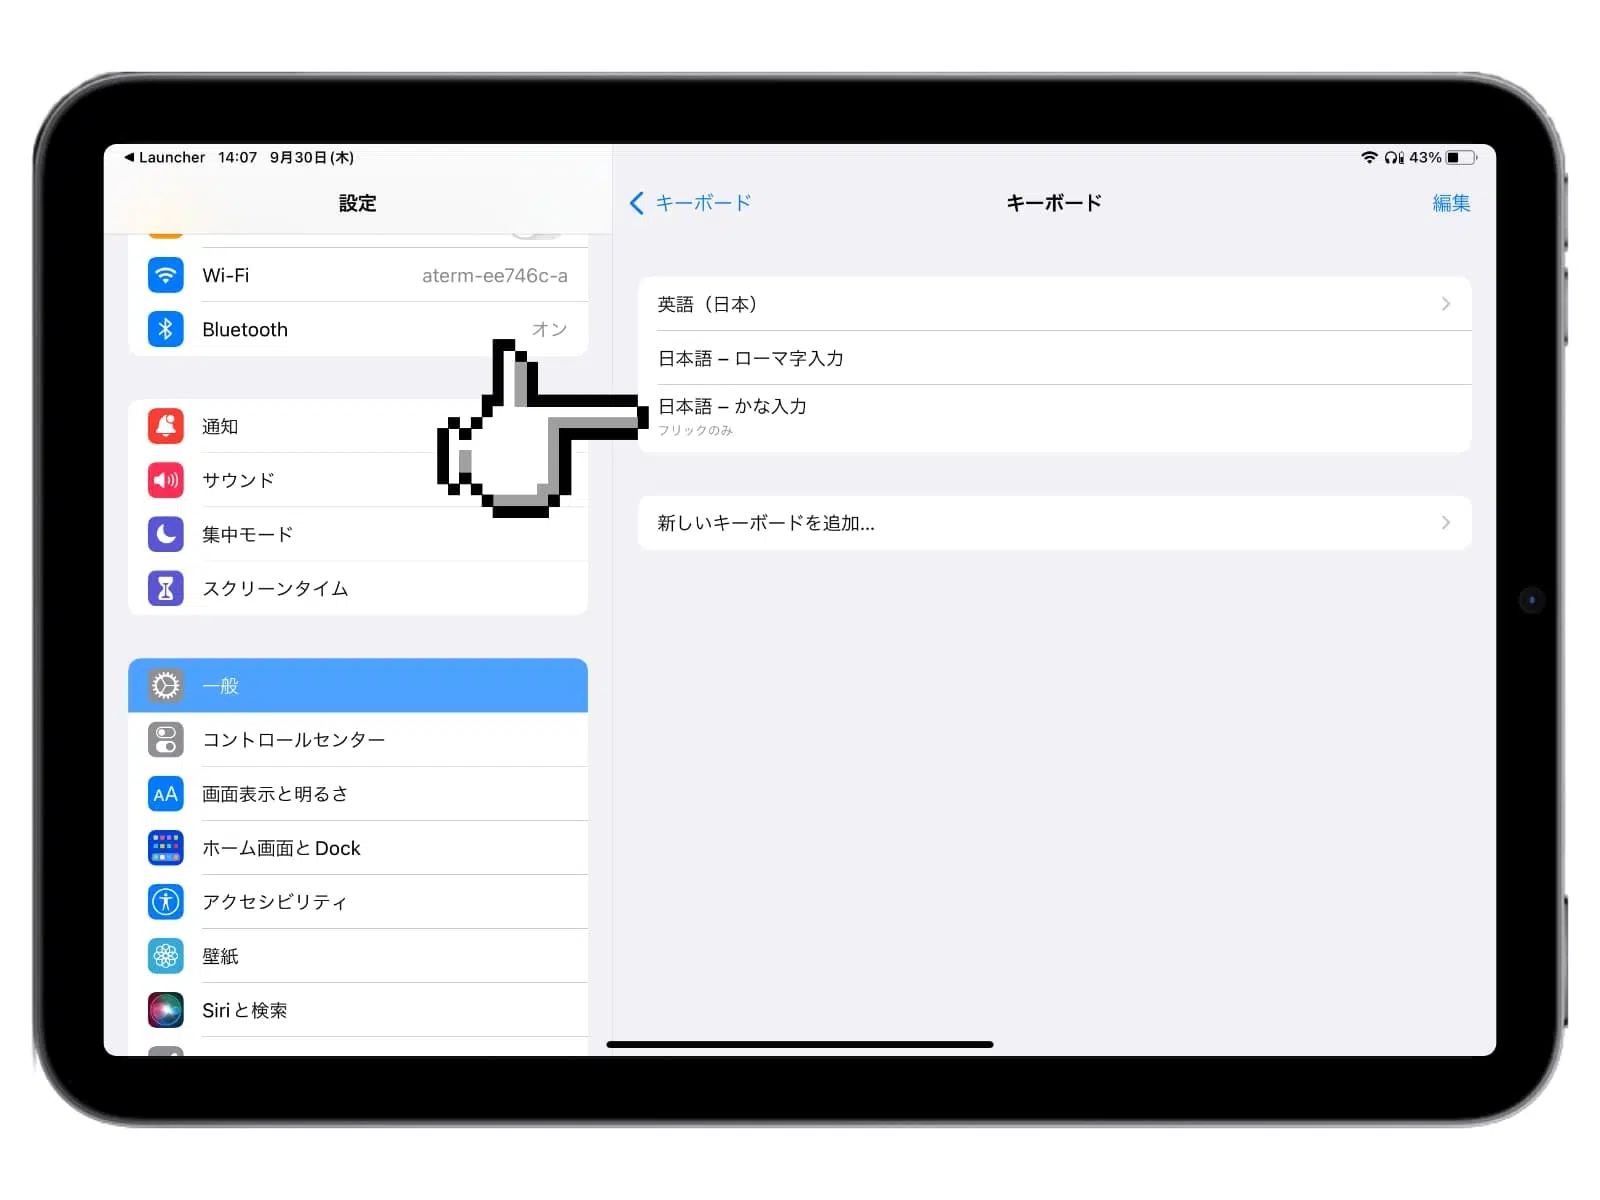 ◀ Launcher 14:07 9月30日(木)
43%
設定
Wi-Fi aterm-ee746c-a
Bluetooth オン
通知
サウンド
集中モード
スクリーンタイム
一般
コントロールセンター
AA 画面表示と明るさ
ホーム画面とDock
アクセシビリティ
壁紙
Siriと検索
キーボード キーボード 編集
英語（日本）
日本語 – ローマ字入力
日本語 – かな入力
フリックのみ
新しいキーボードを追加...